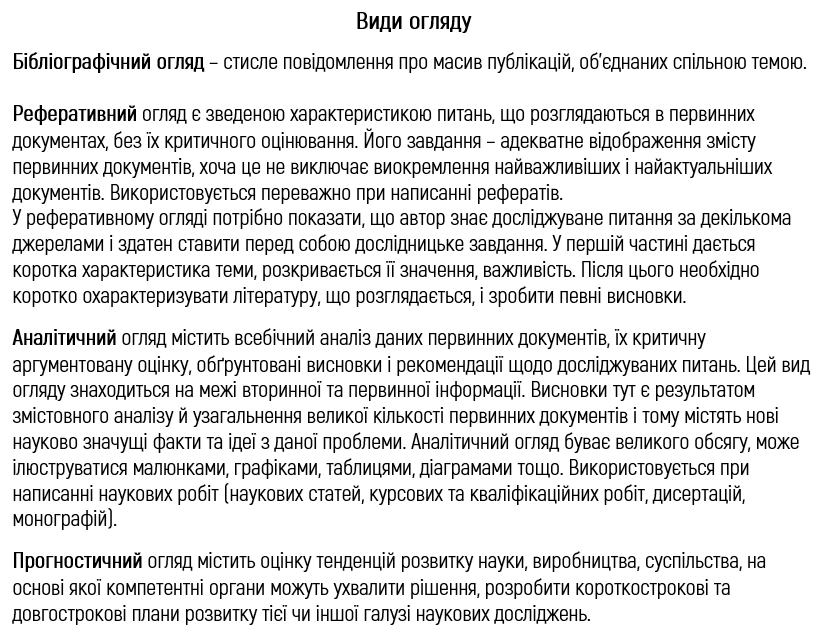 Види огляду
Бібліографічний огляд – стисле повідомлення про масив публікацій, об’єднаних спільною темою.
Реферативний огляд є зведеною характеристикою питань, що розглядаються в первинних
документах, без їх критичного оцінювання. Його завдання – адекватне відображення змісту
первинних документів, хоча це не виключає виокремлення найважливіших і найактуальніших
документів. Використовується переважно при написанні рефератів.
У реферативному огляді потрібно показати, що автор знає досліджуване питання за декількома
джерелами і здатен ставити перед собою дослідницьке завдання. У першій частині дається
коротка характеристика теми, розкривається її значення, важливість. Після цього необхідно
коротко охарактеризувати літературу, що розглядається, і зробити певні висновки.
Аналітичний огляд містить всебічний аналіз даних первинних документів, їх критичну
аргументовану оцінку, обґрунтовані висновки і рекомендації щодо досліджуваних питань. Цей вид
огляду знаходиться на межі вторинної та первинної інформації. Висновки тут є результатом
змістовного аналізу й узагальнення великої кількості первинних документів і тому містять нові
науково значущі факти та ідеї з даної проблеми. Аналітичний огляд буває великого обсягу, може
ілюструватися малюнками, графіками, таблицями, діаграмами тощо. Використовується при
написанні наукових робіт (наукових статей, курсових та кваліфікаційних робіт, дисертацій,
монографій).
Прогностичний огляд містить оцінку тенденцій розвитку науки, виробництва, суспільства, на
основі якої компетентні органи можуть ухвалити рішення, розробити короткострокові та
довгострокові плани розвитку тієї чи іншої галузі наукових досліджень.